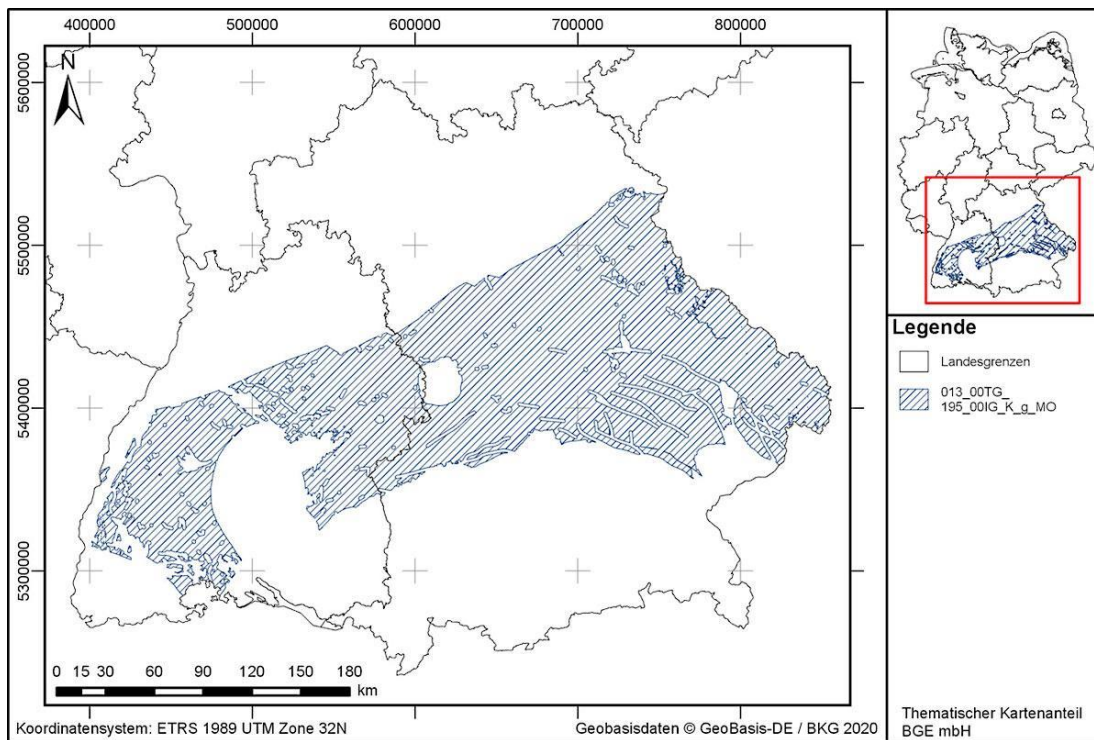 400000 500000 600000 700000 800000
N
5600000
5500000
5400000
5300000
0 15 30 60 90 120 150 180
km
Koordinatensystem: ETRS 1989 UTM Zone 32N
Geobasisdaten © GeoBasis-DE / BKG 2020
Legende
Landesgrenzen
013_00TG_
195_00IG_K_g_MO
Thematischer Kartenanteil
BGE mbH